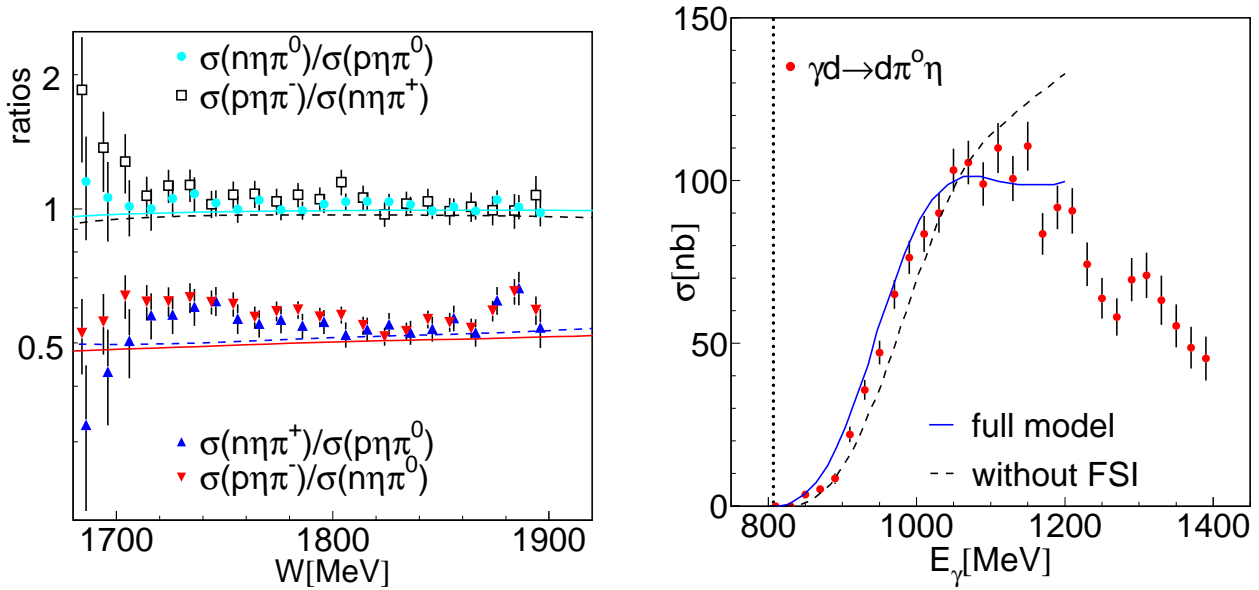 ratios
2
1
0.5
σ(nηπ⁰)/σ(pηπ⁰)
σ(pηπ⁻)/σ(nηπ⁺)
σ(nηπ⁺)/σ(pηπ⁰)
σ(pηπ⁻)/σ(nηπ⁰)
1700
1800
1900
W[MeV]
σ[nb]
150
100
50
0
γd→dπ⁰η
full model
without FSI
800
1000
1200
1400
Eᵧ[MeV]